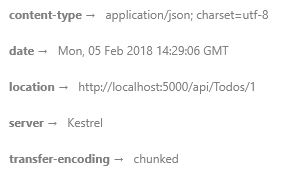 content-type → application/json; charset=utf-8
date → Mon, 05 Feb 2018 14:29:06 GMT
location → http://localhost:5000/api/Todos/1
server → Kestrel
transfer-encoding → chunked